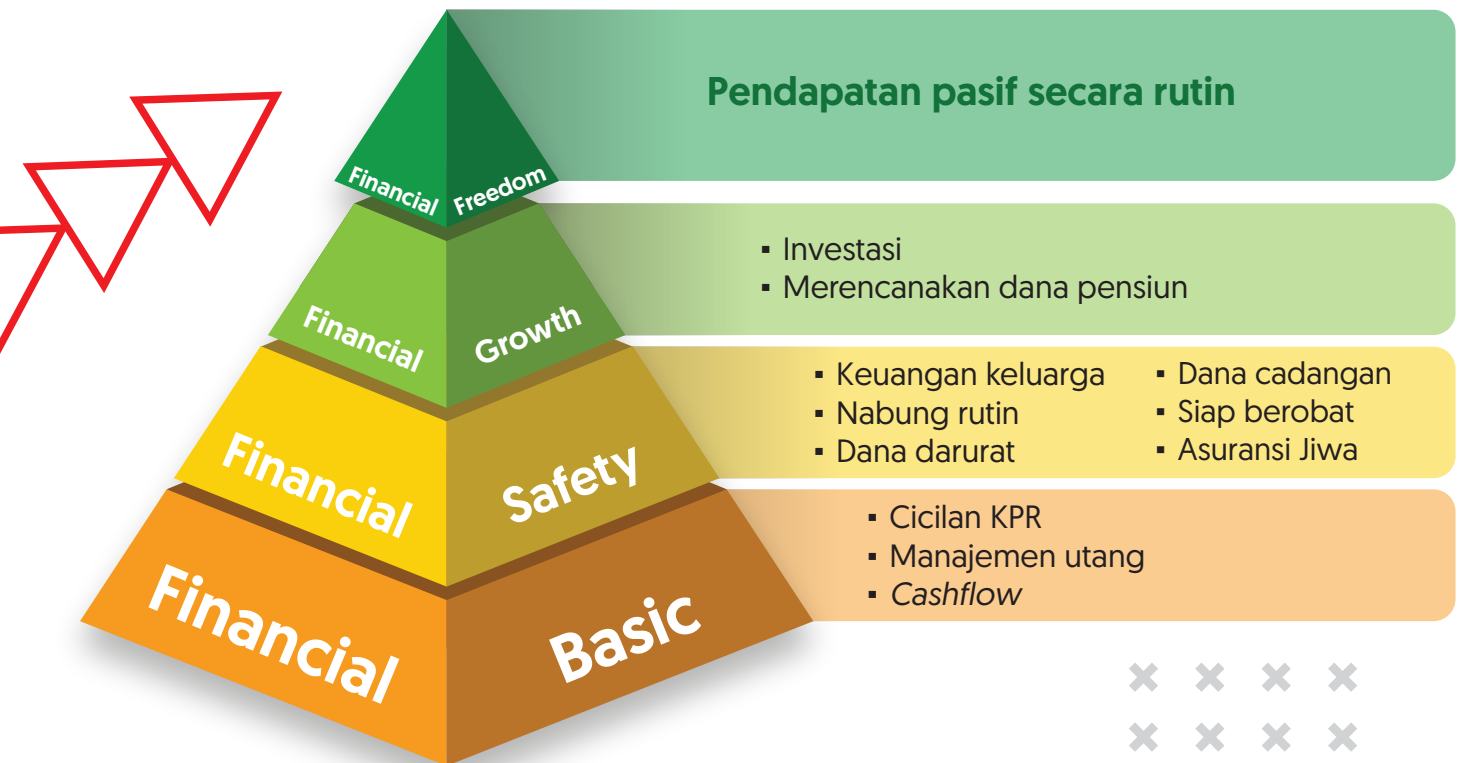 Pendapatan pasif secara rutin
Financial Freedom
▪ Investasi
▪ Merencanakan dana pensiun
Financial Growth
▪ Keuangan keluarga
▪ Nabung rutin
▪ Dana darurat
▪ Dana cadangan
▪ Siap berobat
▪ Asuransi Jiwa
Financial Safety
▪ Cicilan KPR
▪ Manajemen utang
▪ Cashflow
Financial Basic